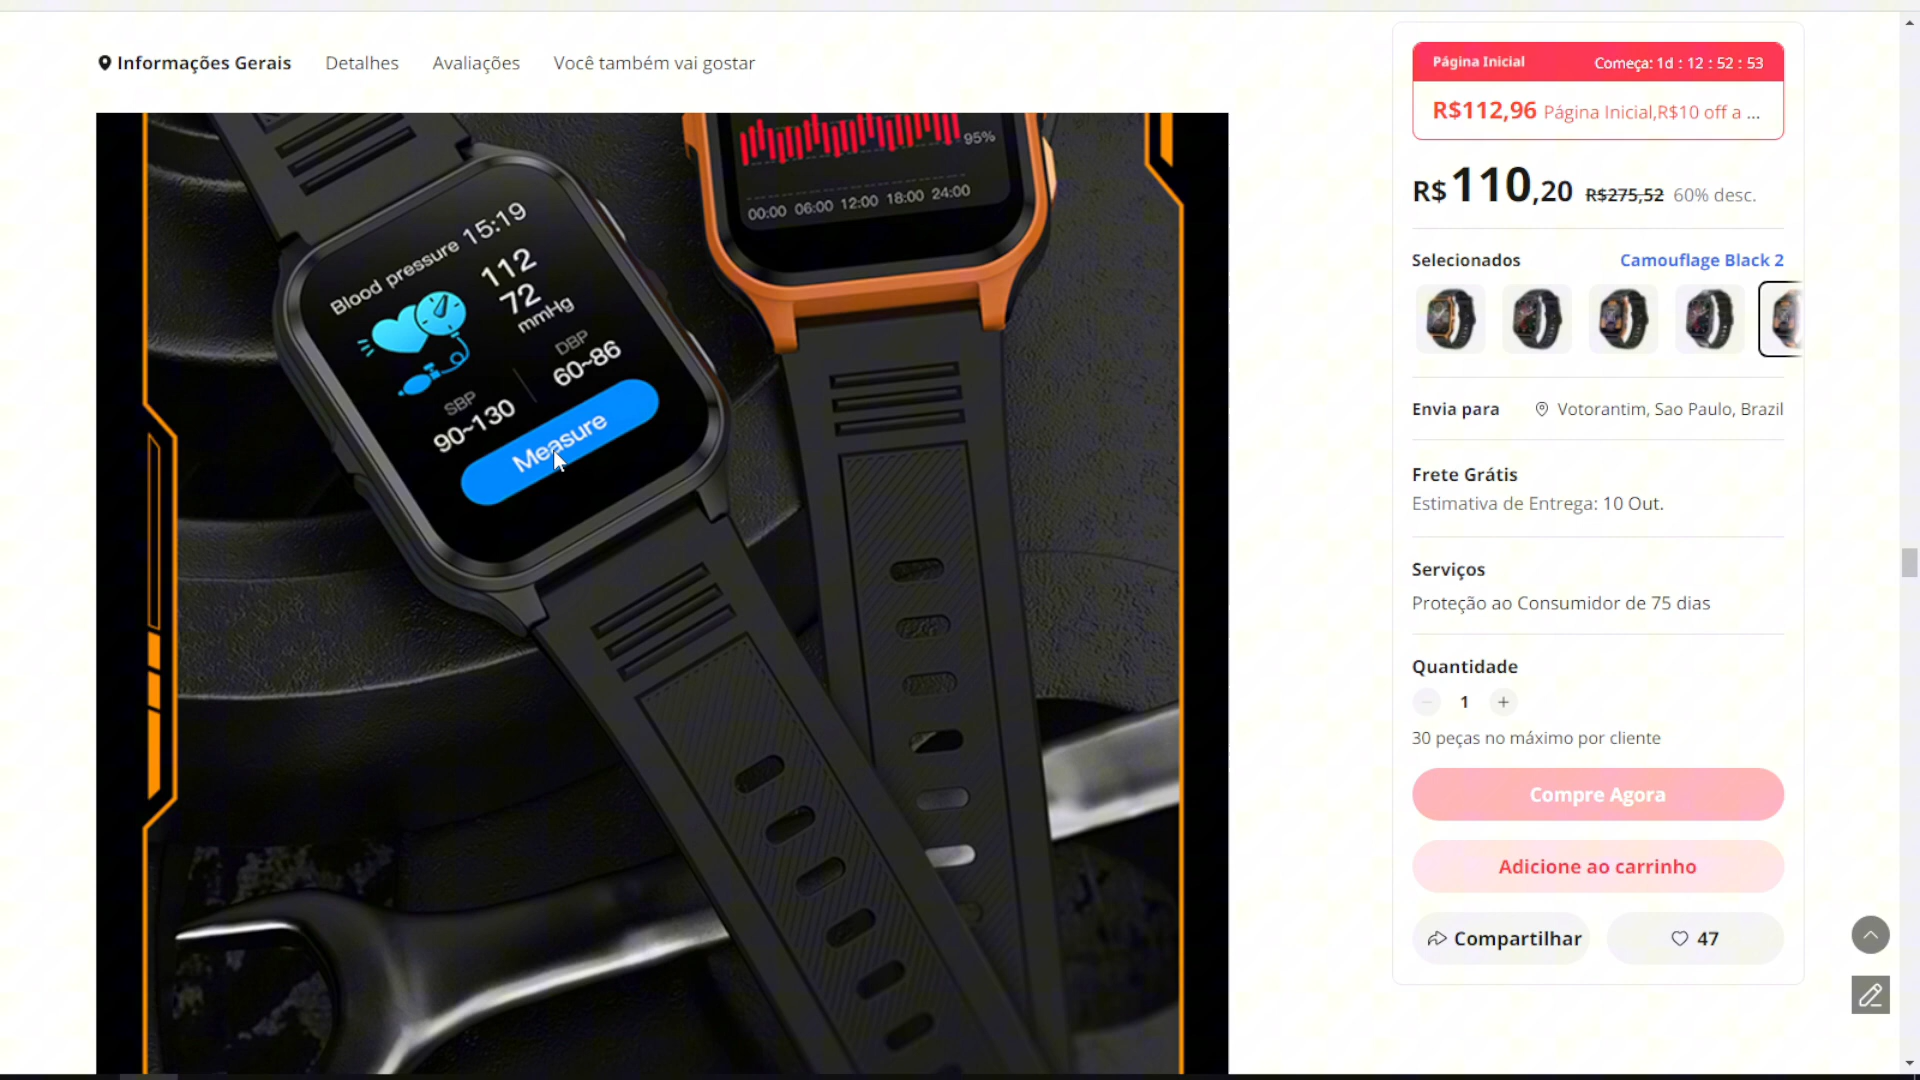 Informações Gerais
Detalhes
Avaliações
Você também vai gostar
Blood pressure 15:19
112
72
mmHg
DBP
60~86
SBP
90~130
Measure
95%
00:00 06:00 12:00 18:00 24:00
Página Inicial
Começa: 1d : 12 : 52 : 53
R$112,96 Página Inicial,R$10 off a ...
R$110,20 R$275,52 60% desc.
Selecionados
Camouflage Black 2
Envia para
Votorantim, Sao Paulo, Brazil
Frete Grátis
Estimativa de Entrega: 10 Out.
Serviços
Proteção ao Consumidor de 75 dias
Quantidade
1
30 peças no máximo por cliente
Compre Agora
Adicione ao carrinho
Compartilhar
47